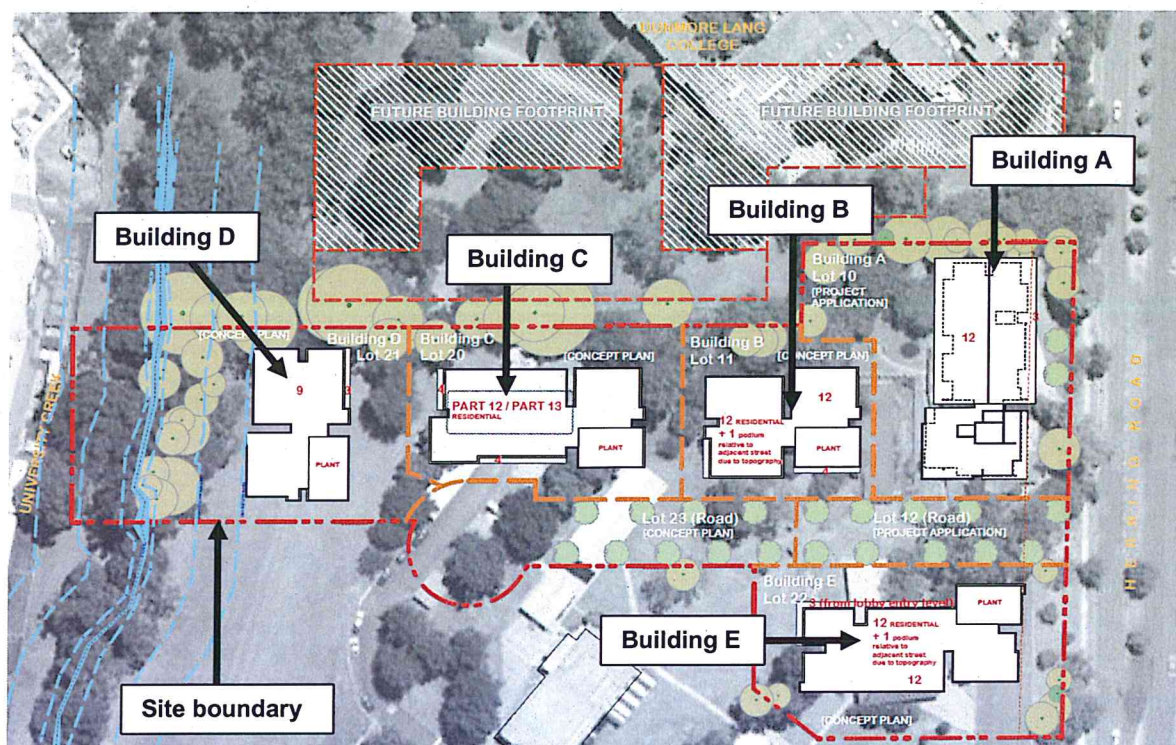 DUNMORE LANG
COLLEGE
FUTURE BUILDING FOOTPRINT
FUTURE BUILDING FOOTPRINT
Building A
Building B
Building D
Building C
Building A
Lot 10
[PROJECT
APPLICATION]
[CONCEPT PLAN]
Building D
Lot 21
Building C
Lot 20
[CONCEPT PLAN]
Building B
Lot 11
[CONCEPT PLAN]
12
3
9
3
PLANT
4
PART 12 / PART 13
RESIDENTIAL
PLANT
4
12
12 RESIDENTIAL
+ 1 podium
relative to
adjacent street
due to topography
PLANT
4
UNIVERSITY CREEK
HERRING ROAD
Lot 23 (Road)
[CONCEPT PLAN]
Lot 12 (Road)
[PROJECT APPLICATION]
Building E
Lot 22
3 (from lobby entry level)
PLANT
12 RESIDENTIAL
+ 1 podium
relative to
adjacent street
due to topography
12
Building E
Site boundary
[CONCEPT PLAN]